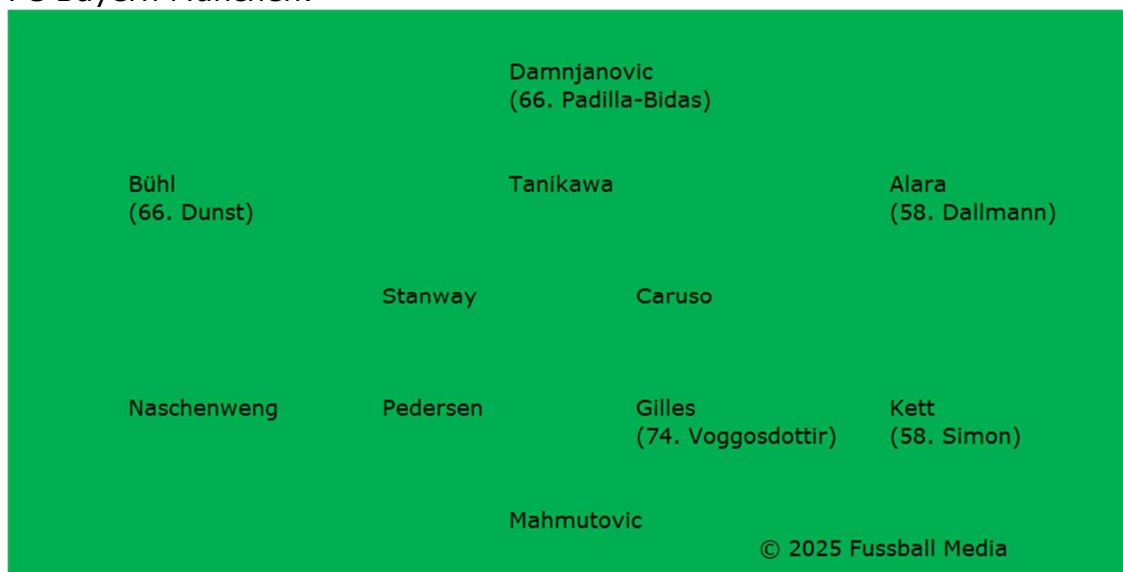 FC Bayern München:
Damnjanovic
(66. Padilla-Bidas)
Bühl Tanikawa Alara
(66. Dunst) (58. Dallmann)
Stanway Caruso
Naschenweng Pedersen Gilles Kett
(74. Voggosdottir) (58. Simon)
Mahmutovic
© 2025 Fussball Media